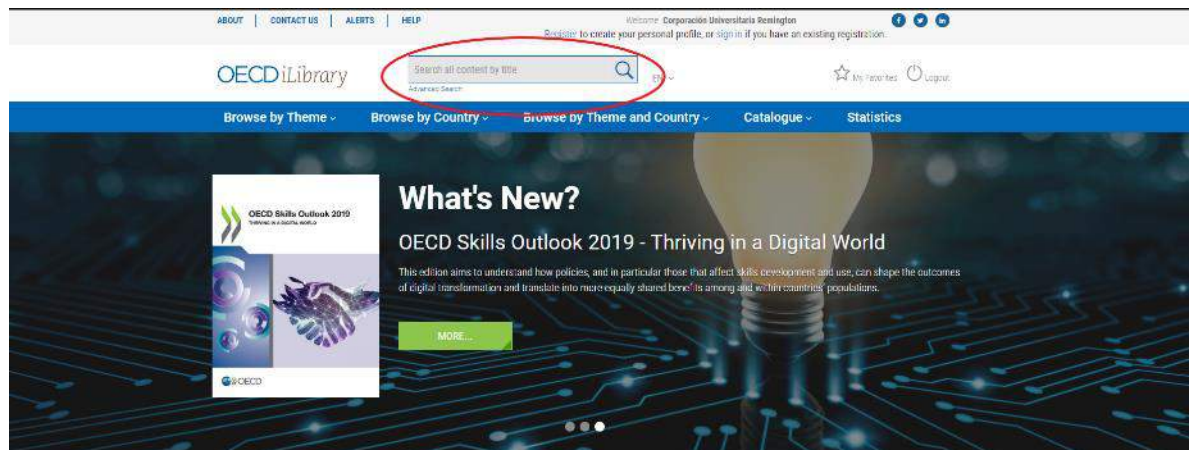 ABOUT | CONTACT US | ALERTS | HELP
Welcome Corporación Universitaria Remington
Register to create your personal profile, or sign in if you have an existing registration.
OECD iLibrary
Search all content by title
Advanced Search
EN
My Favorites
Logout
Browse by Theme
Browse by Country
Browse by Theme and Country
Catalogue
Statistics
OECD Skills Outlook 2019
THRIVING IN A DIGITAL WORLD
OECD
What's New?
OECD Skills Outlook 2019 - Thriving in a Digital World
This edition aims to understand how policies, and in particular those that affect skills development and use, can shape the outcomes
of digital transformation and translate into more equally shared benefits among and within countries' populations.
MORE...